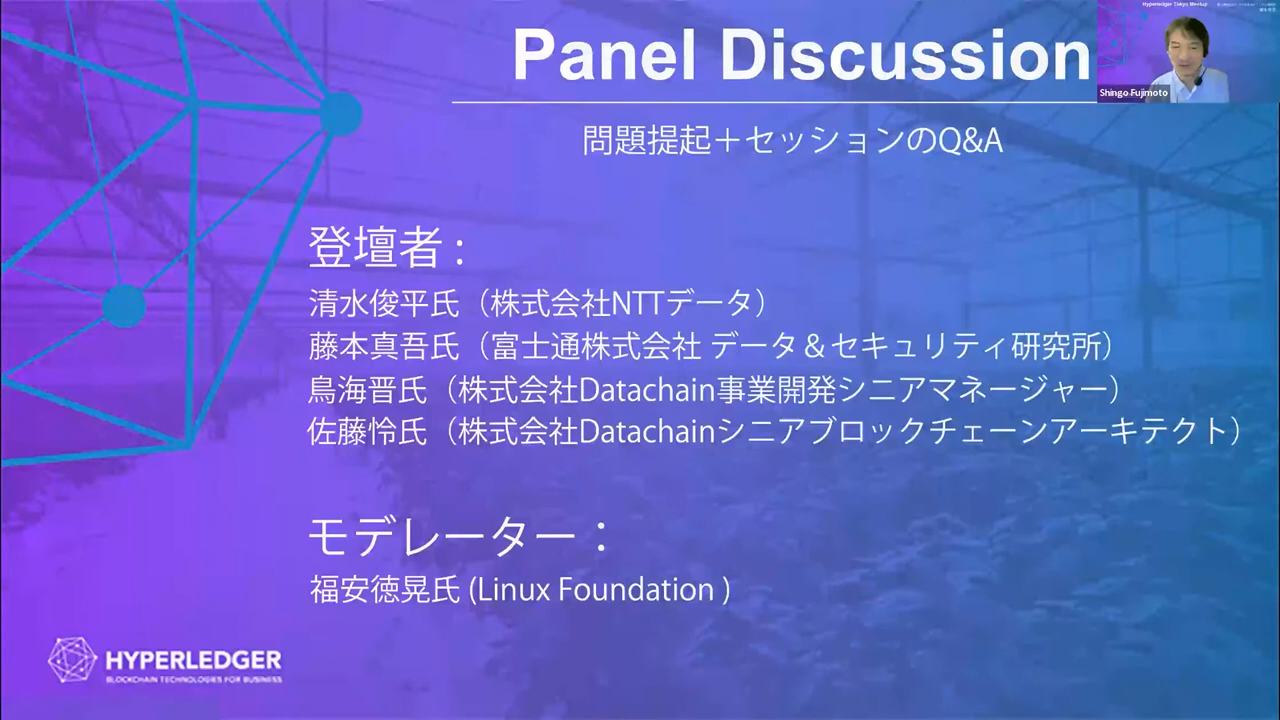 Panel Discussion
Hyperledger Tokyo Meetup
Shingo Fujimoto
問題提起＋セッションのQ&A
登壇者 :
清水俊平氏（株式会社NTTデータ）
藤本真吾氏（富士通株式会社 データ＆セキュリティ研究所）
鳥海晋氏（株式会社Datachain事業開発シニアマネージャー）
佐藤怜氏（株式会社Datachainシニアブロックチェーンアーキテクト）
モデレーター：
福安徳晃氏 (Linux Foundation )
HYPERLEDGER
BLOCKCHAIN TECHNOLOGIES FOR BUSINESS